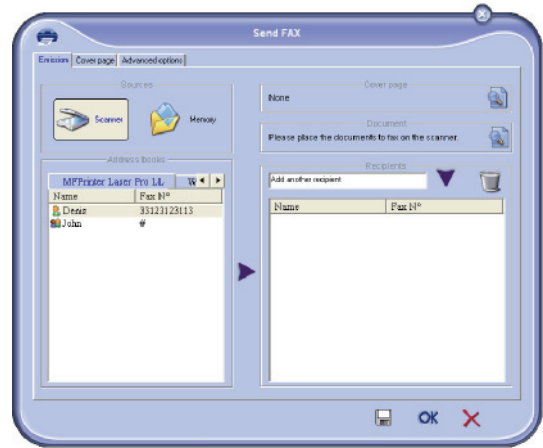 Send FAX
Emission Cover page Advanced options
Sources
Scanner Memory
Cover page
None
Document
Please place the documents to fax on the scanner.
Address books
MFPrinter Laser Pro LL
Name Fax N°
Denis 33123123113
John #
Recipients
Add another recipient
Name Fax N°
OK